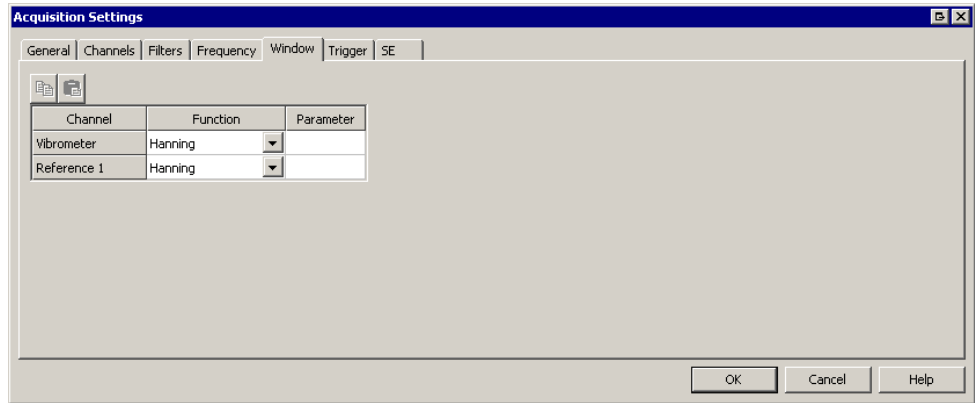 Acquisition Settings
General Channels Filters Frequency Window Trigger SE
Channel Function Parameter
Vibrometer Hanning
Reference 1 Hanning
OK Cancel Help